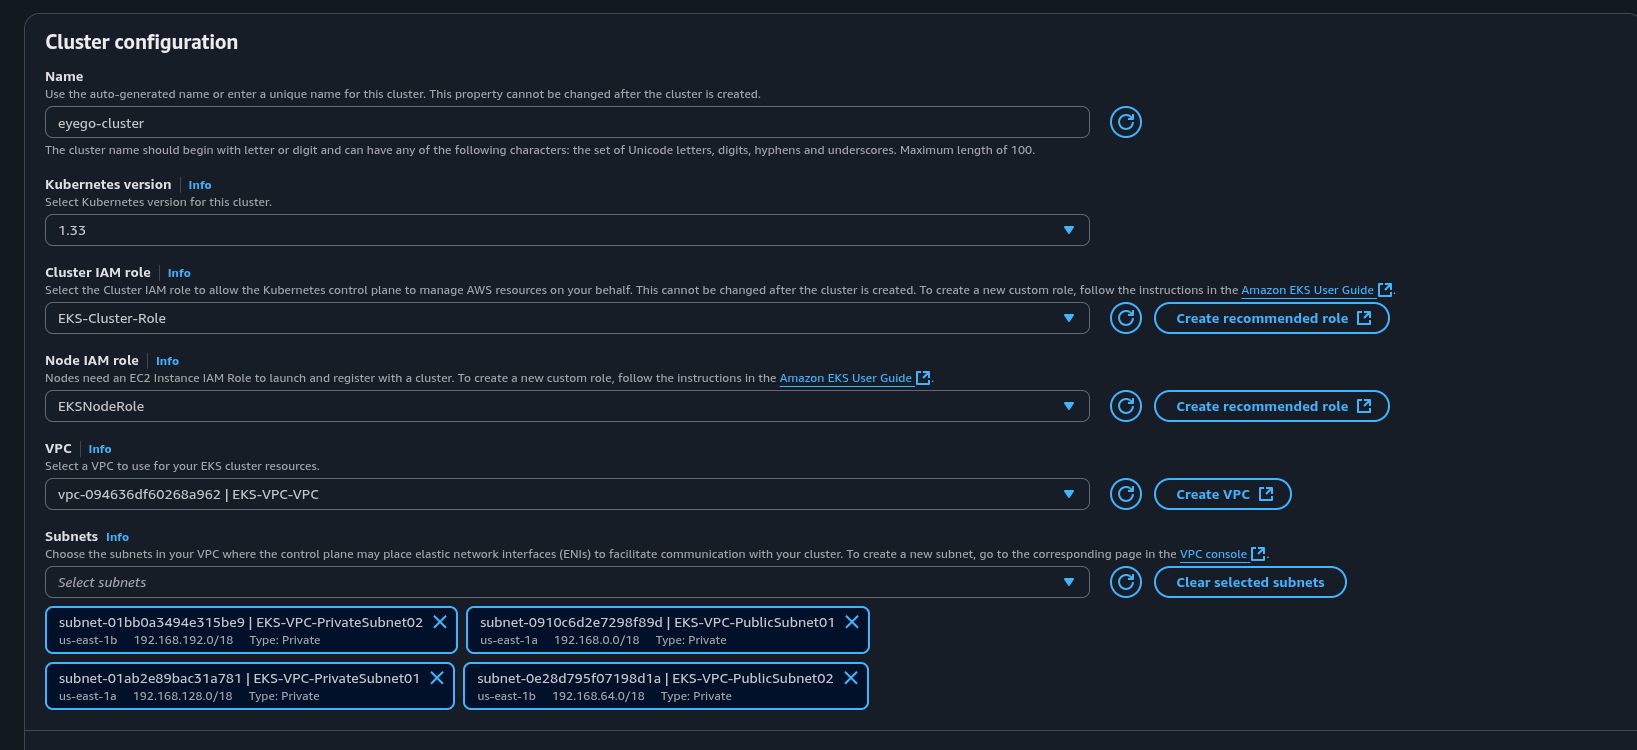 Cluster configuration
Name
Use the auto-generated name or enter a unique name for this cluster. This property cannot be changed after the cluster is created.
eyego-cluster
The cluster name should begin with letter or digit and can have any of the following characters: the set of Unicode letters, digits, hyphens and underscores. Maximum length of 100.
Kubernetes version | Info
Select Kubernetes version for this cluster.
1.33
Cluster IAM role | Info
Select the Cluster IAM role to allow the Kubernetes control plane to manage AWS resources on your behalf. This cannot be changed after the cluster is created. To create a new custom role, follow the instructions in the Amazon EKS User Guide.
EKS-Cluster-Role Create recommended role
Node IAM role | Info
Nodes need an EC2 Instance IAM Role to launch and register with a cluster. To create a new custom role, follow the instructions in the Amazon EKS User Guide.
EKSNodeRole Create recommended role
VPC | Info
Select a VPC to use for your EKS cluster resources.
vpc-094636df60268a962 | EKS-VPC-VPC Create VPC
Subnets Info
Choose the subnets in your VPC where the control plane may place elastic network interfaces (ENIs) to facilitate communication with your cluster. To create a new subnet, go to the corresponding page in the VPC console.
Select subnets Clear selected subnets
subnet-01bb0a3494e315be9 | EKS-VPC-PrivateSubnet02
us-east-1b 192.168.192.0/18 Type: Private
subnet-0910c6d2e7298f89d | EKS-VPC-PublicSubnet01
us-east-1a 192.168.0.0/18 Type: Private
subnet-01ab2e89bac31a781 | EKS-VPC-PrivateSubnet01
us-east-1a 192.168.128.0/18 Type: Private
subnet-0e28d795f07198d1a | EKS-VPC-PublicSubnet02
us-east-1b 192.168.64.0/18 Type: Private